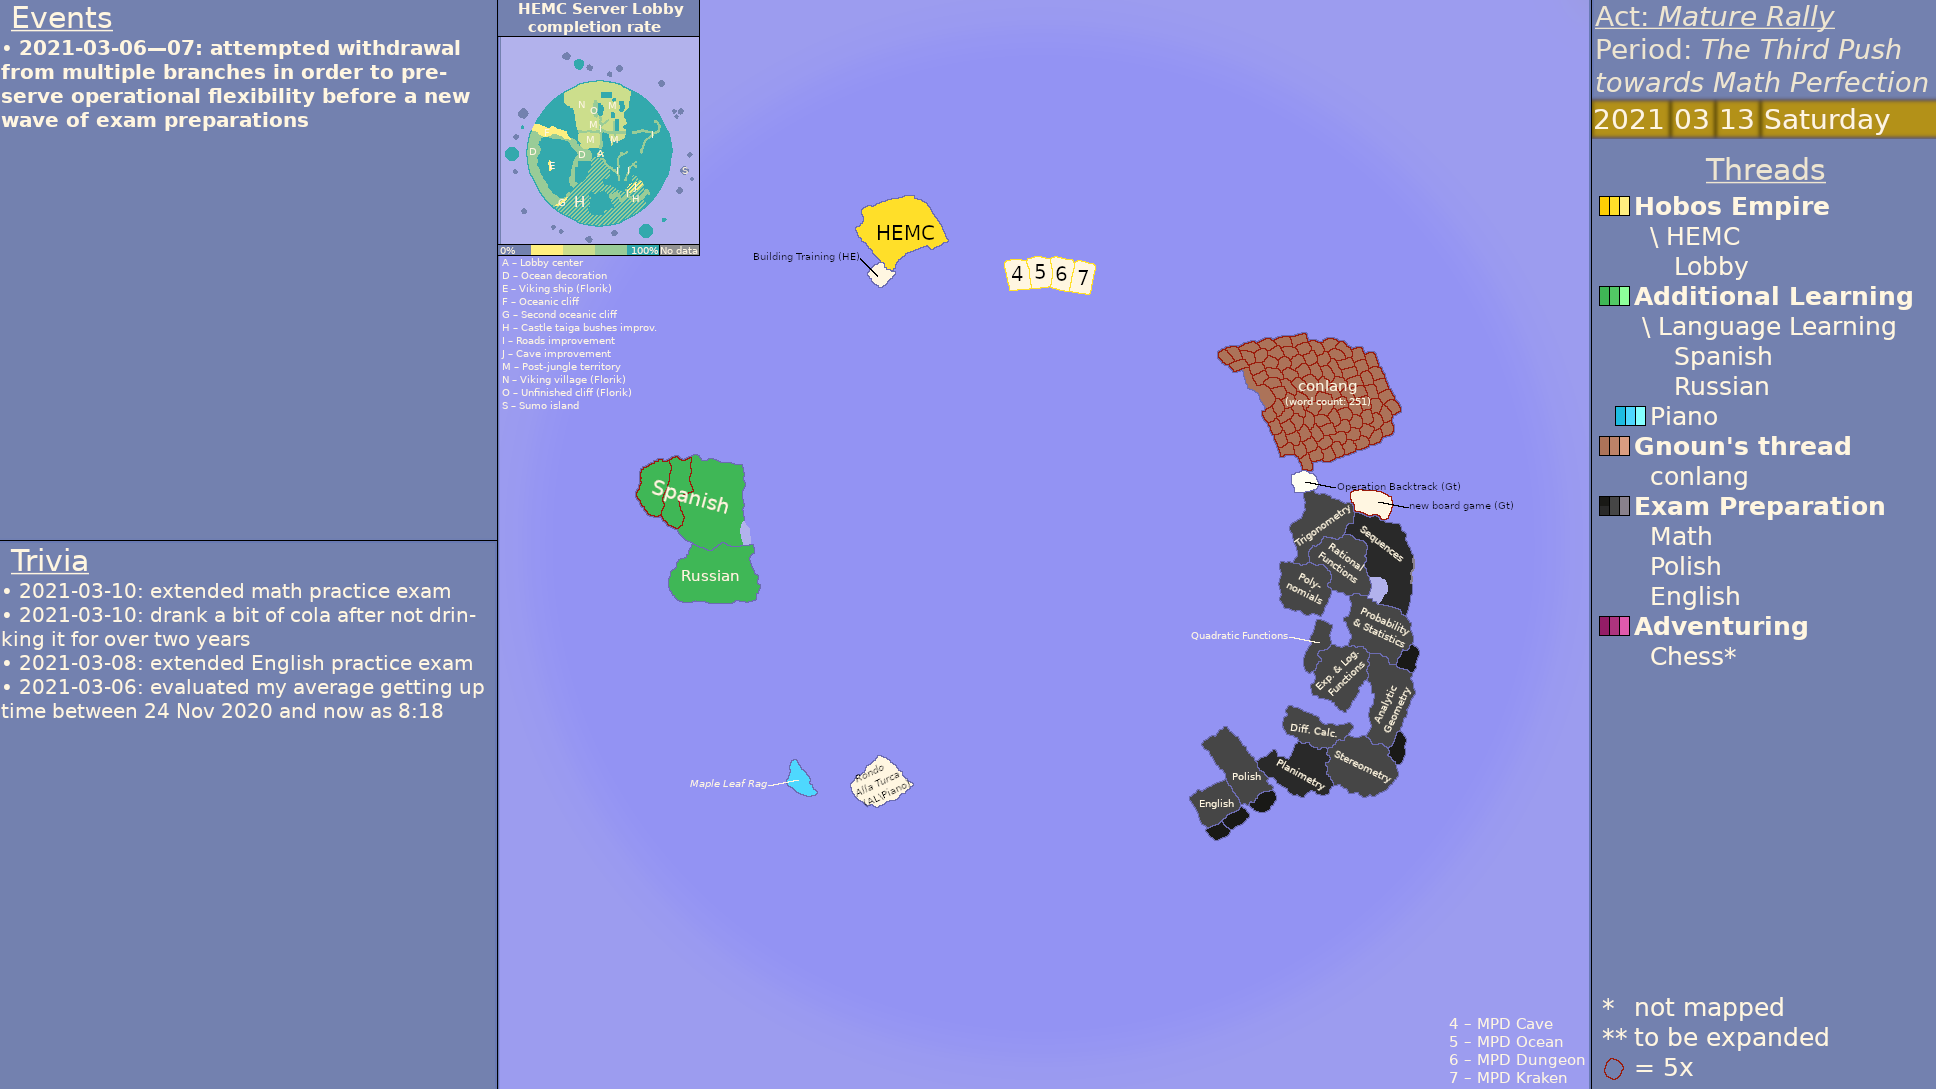 Events
• 2021-03-06—07: attempted withdrawal
from multiple branches in order to pre-
serve operational flexibility before a new
wave of exam preparations
Trivia
• 2021-03-10: extended math practice exam
• 2021-03-10: drank a bit of cola after not drin-
king it for over two years
• 2021-03-08: extended English practice exam
• 2021-03-06: evaluated my average getting up
time between 24 Nov 2020 and now as 8:18
HEMC Server Lobby
completion rate
N
O
M
M
I
M
M
D
D
A
E
I
J
F
G
H
H
S
0%
100%
No data
A – Lobby center
D – Ocean decoration
E – Viking ship (Florik)
F – Oceanic cliff
G – Second oceanic cliff
H – Castle taiga bushes improv.
I – Roads improvement
J – Cave improvement
M – Post-jungle territory
N – Viking village (Florik)
O – Unfinished cliff (Florik)
S – Sumo island
HEMC
Building Training (HE)
4 5 6 7
conlang
(word count: 251)
Operation Backtrack (Gt)
new board game (Gt)
Spanish
Russian
Trigonometry
Sequences
Rational
Functions
Poly-
nomials
Probability
& Statistics
Quadratic Functions
Exp. & Log.
Functions
Analytic
Geometry
Diff. Calc.
Stereometry
Planimetry
Polish
English
Maple Leaf Rag
Rondo
Alla Turca
(AL\Piano)
4 – MPD Cave
5 – MPD Ocean
6 – MPD Dungeon
7 – MPD Kraken
Act: Mature Rally
Period: The Third Push
towards Math Perfection
2021 03 13 Saturday
Threads
Hobos Empire
\ HEMC
Lobby
Additional Learning
\ Language Learning
Spanish
Russian
Piano
Gnoun's thread
conlang
Exam Preparation
Math
Polish
English
Adventuring
Chess*
* not mapped
** to be expanded
= 5x